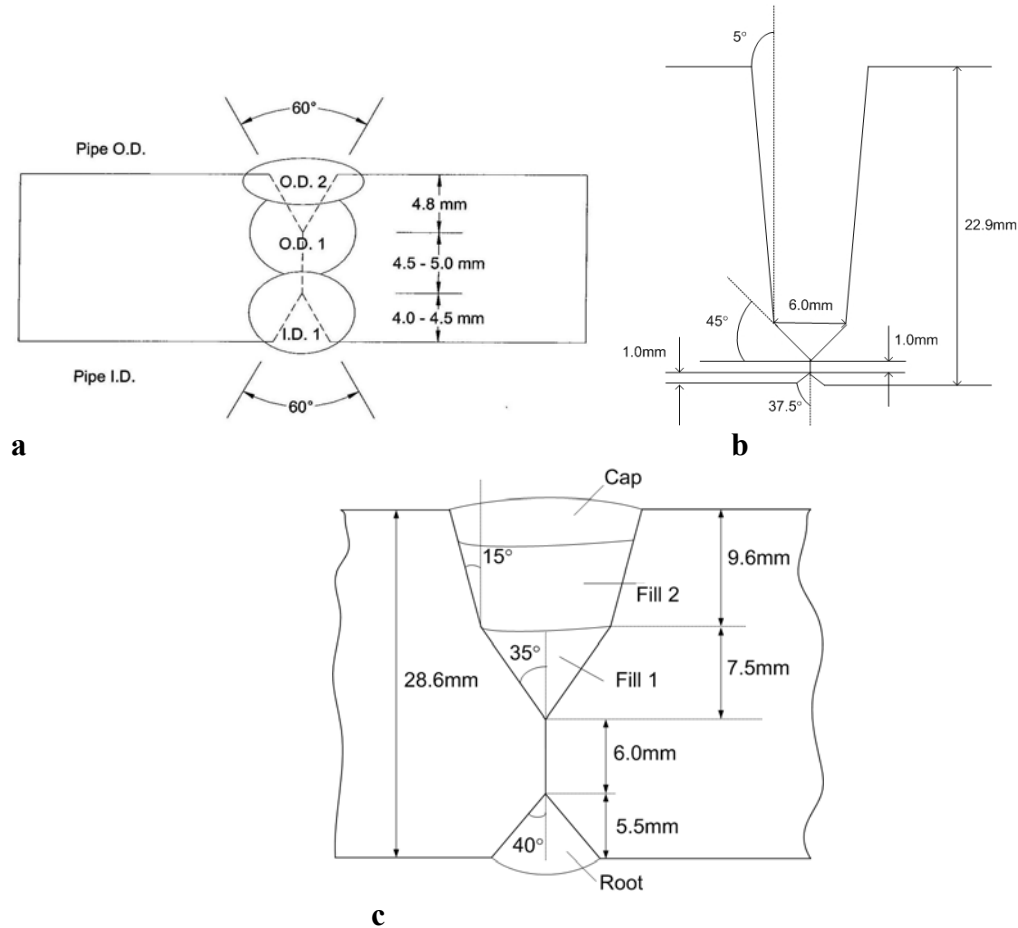 60°
Pipe O.D.
O.D. 2
4.8 mm
O.D. 1
4.5 - 5.0 mm
I.D. 1
4.0 - 4.5 mm
Pipe I.D.
60°
a
5°
22.9mm
6.0mm
45°
1.0mm
1.0mm
37.5°
b
Cap
15°
9.6mm
Fill 2
35°
28.6mm
Fill 1
7.5mm
6.0mm
5.5mm
40°
Root
c